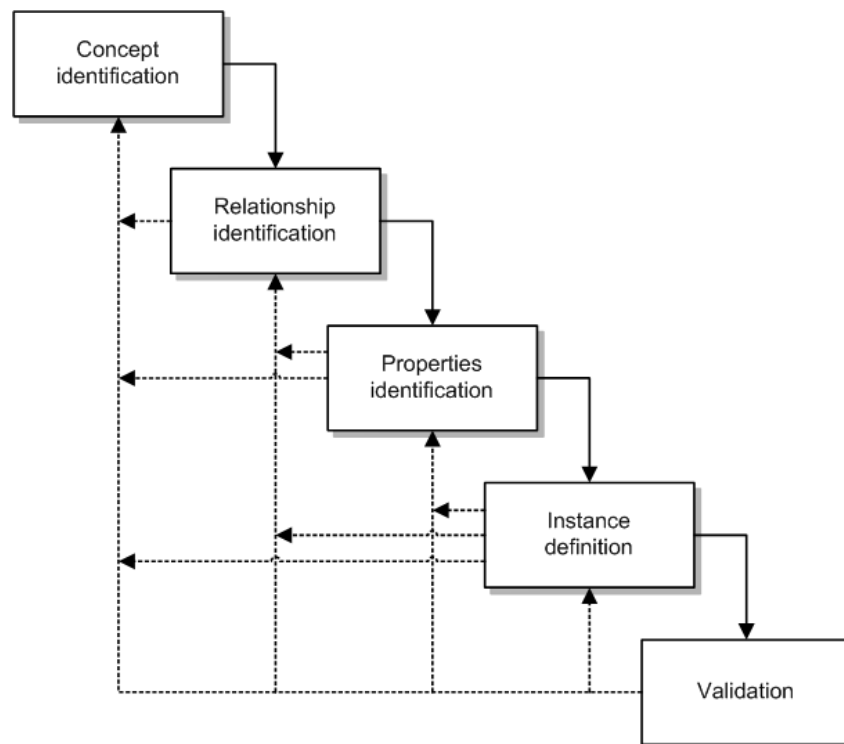 Concept
identification
Relationship
identification
Properties
identification
Instance
definition
Validation